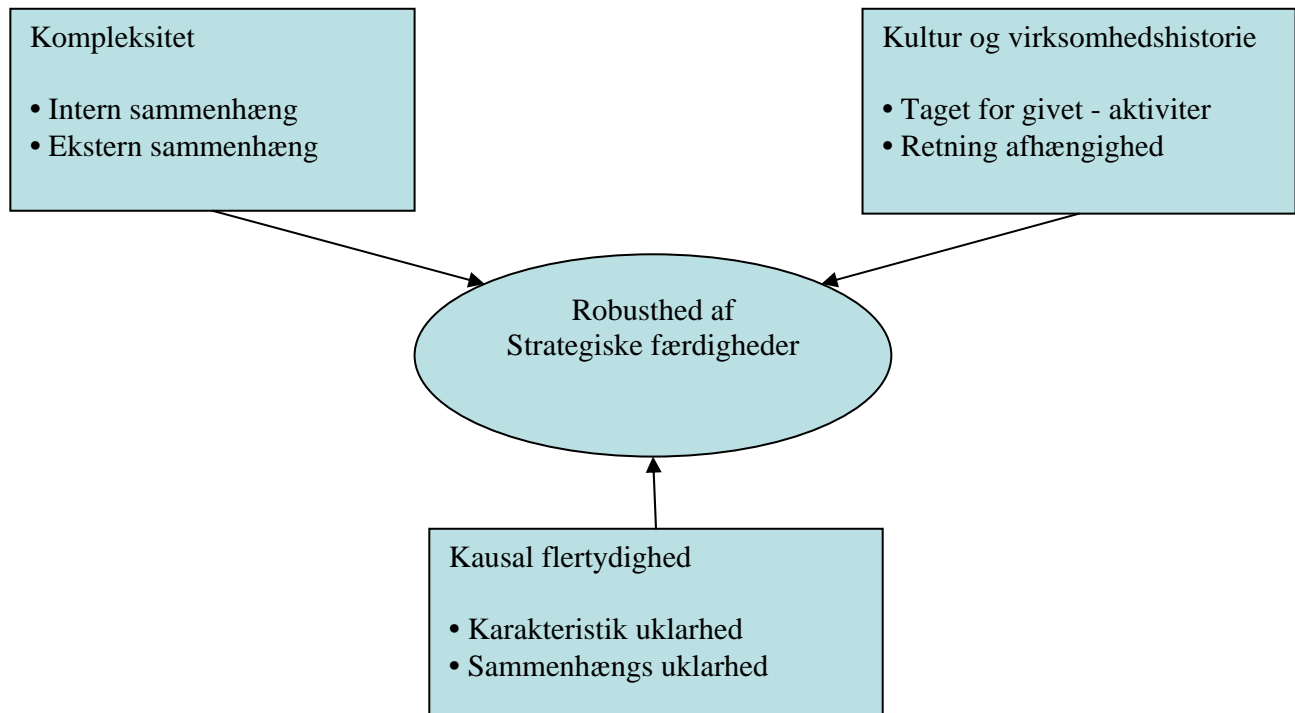 Kompleksitet
• Intern sammenhæng
• Ekstern sammenhæng
Kultur og virksomhedshistorie
• Taget for givet - aktiviter
• Retning afhængighed
Robusthed af
Strategiske færdigheder
Kausal flertydighed
• Karakteristik uklarhed
• Sammenhængs uklarhed